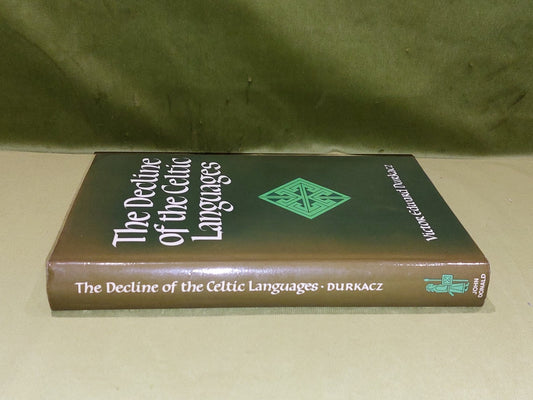 The Decline
of the Celtic
Languages
Victor Edward Durkacz
The Decline of the Celtic Languages · DURKACZ
JOHN
DONALD